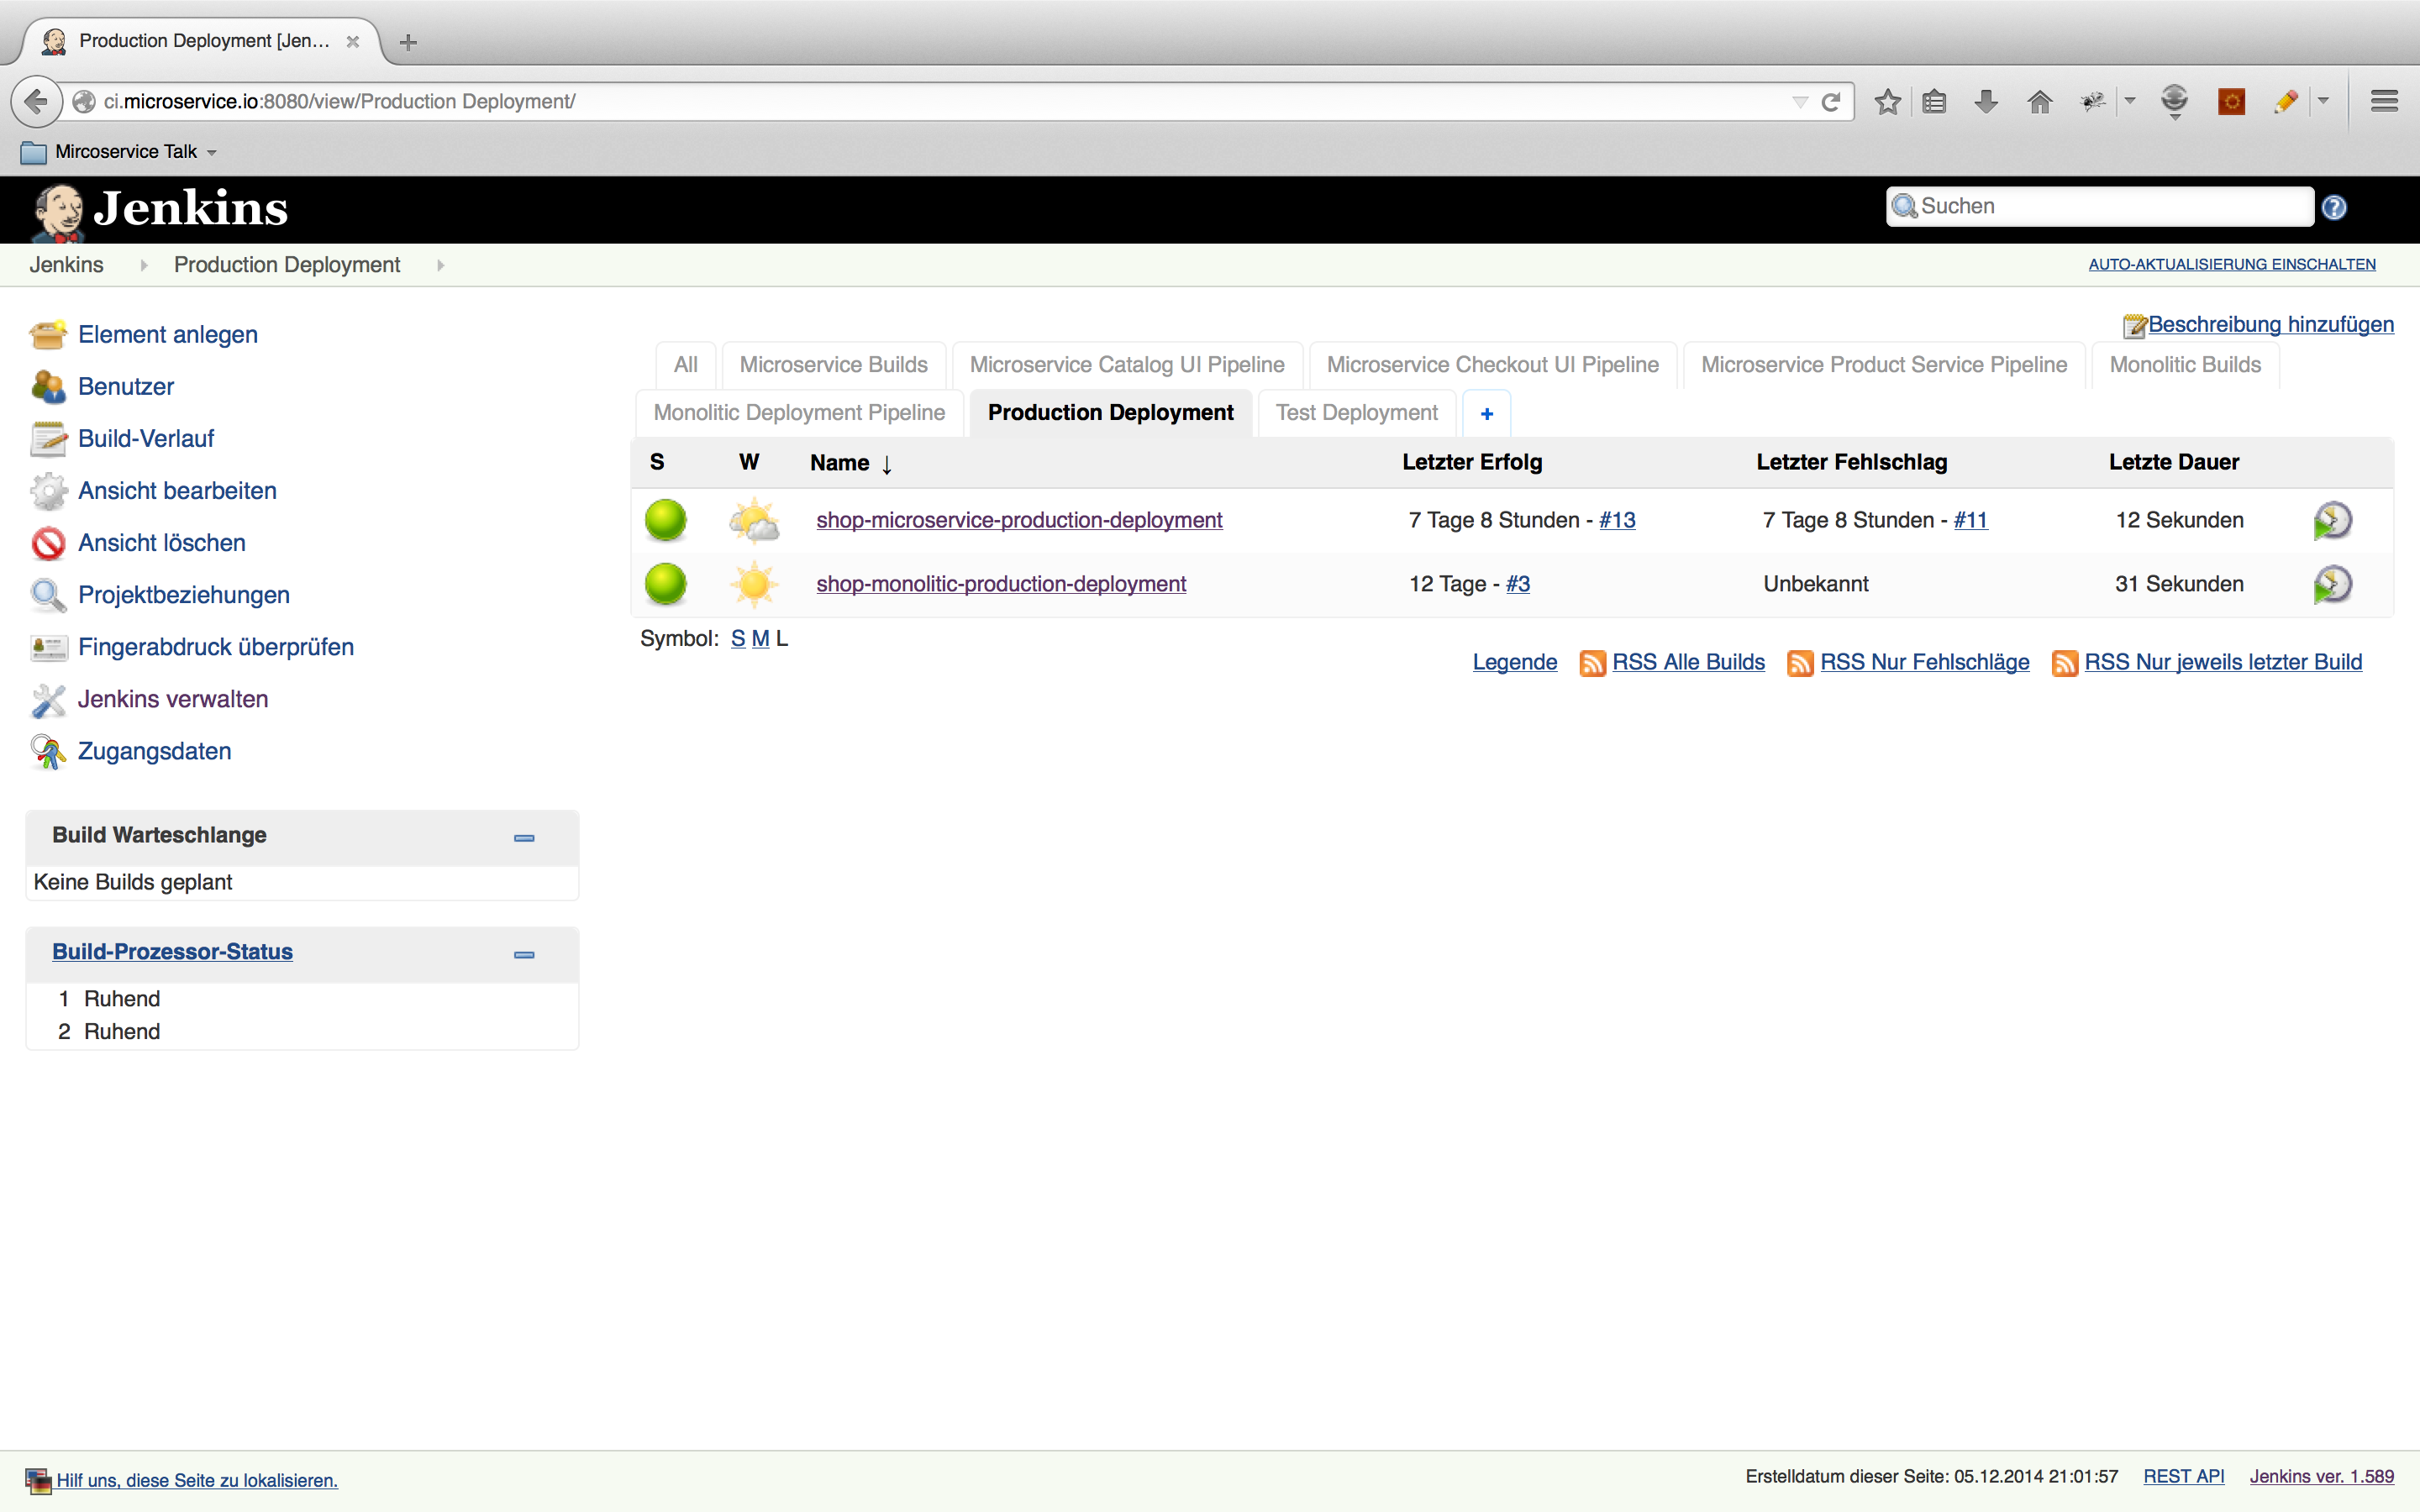 Production Deployment [Jen...
ci.microservice.io:8080/view/Production Deployment/
Mircoservice Talk
Jenkins
Suchen
Jenkins Production Deployment
AUTO-AKTUALISIERUNG EINSCHALTEN
Beschreibung hinzufügen
Element anlegen
Benutzer
Build-Verlauf
Ansicht bearbeiten
Ansicht löschen
Projektbeziehungen
Fingerabdruck überprüfen
Jenkins verwalten
Zugangsdaten
Build Warteschlange
Keine Builds geplant
Build-Prozessor-Status
1 Ruhend
2 Ruhend
All Microservice Builds Microservice Catalog UI Pipeline Microservice Checkout UI Pipeline Microservice Product Service Pipeline Monolitic Builds
Monolitic Deployment Pipeline Production Deployment Test Deployment +
S W Name ↓ Letzter Erfolg Letzter Fehlschlag Letzte Dauer
shop-microservice-production-deployment 7 Tage 8 Stunden - #13 7 Tage 8 Stunden - #11 12 Sekunden
shop-monolitic-production-deployment 12 Tage - #3 Unbekannt 31 Sekunden
Symbol: S M L
Legende RSS Alle Builds RSS Nur Fehlschläge RSS Nur jeweils letzter Build
Hilf uns, diese Seite zu lokalisieren.
Erstelldatum dieser Seite: 05.12.2014 21:01:57 REST API Jenkins ver. 1.589